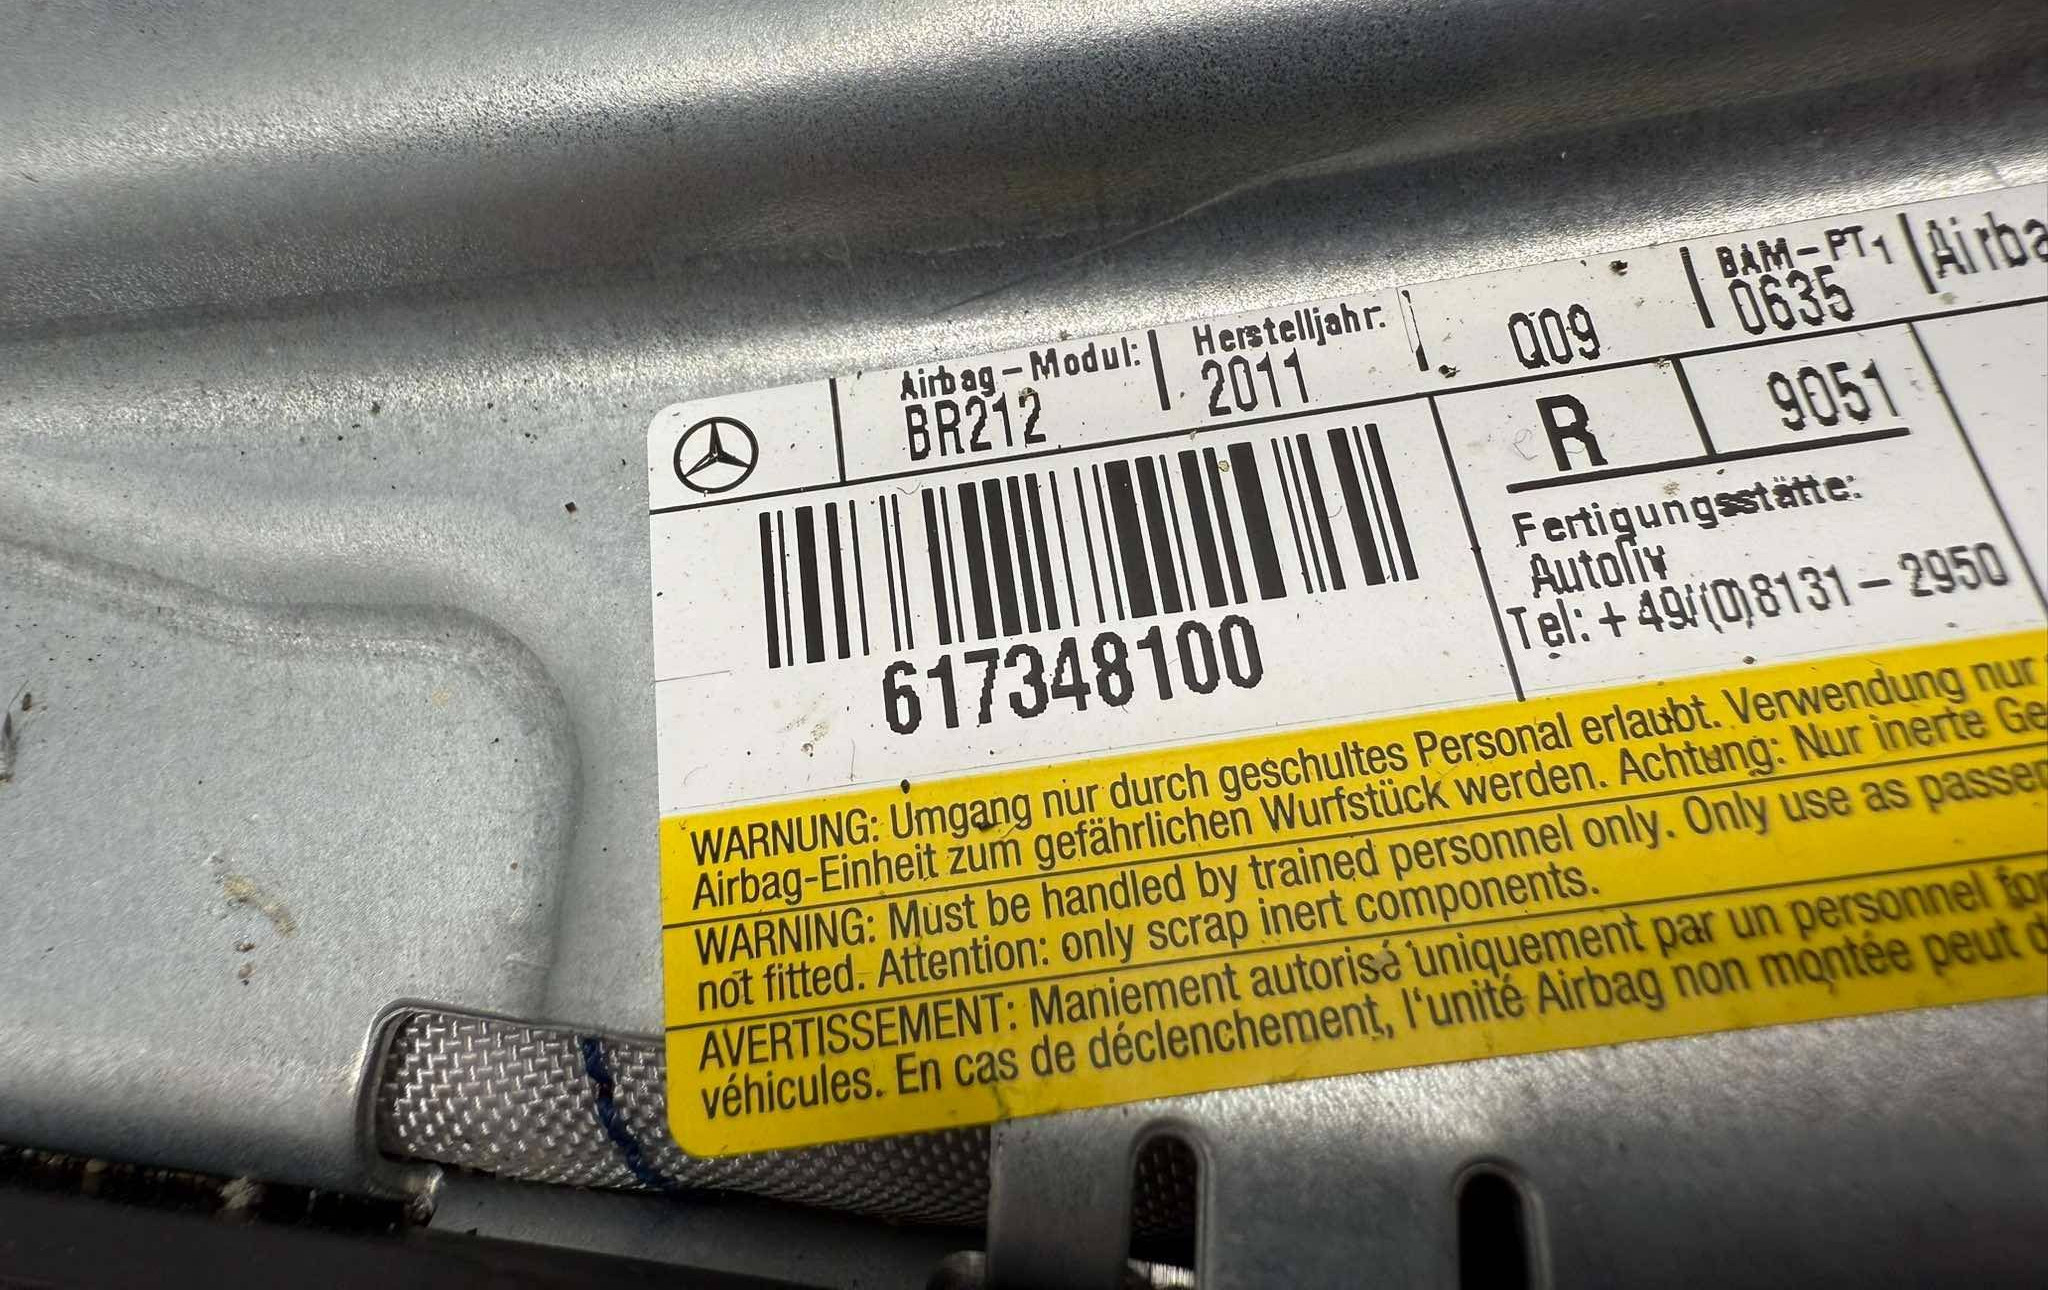 Airbag-Modul:
BR212
Herstelljahr.
2011
Q09
BAM-PT1
0635
Airba
R
9051
617348100
Fertigungsstätte:
Autoliv
Tel: +49/(0)8131-2950
WARNUNG: Umgang nur durch geschultes Personal erlaubt. Verwendung nur
Airbag-Einheit zum gefährlichen Wurfstück werden. Achtung: Nur inerte Ge
WARNING: Must be handled by trained personnel only. Only use as passen
not fitted. Attention: only scrap inert components.
AVERTISSEMENT: Maniement autorisé uniquement par un personnel for
véhicules. En cas de déclenchement, l'unité Airbag non montée peut d